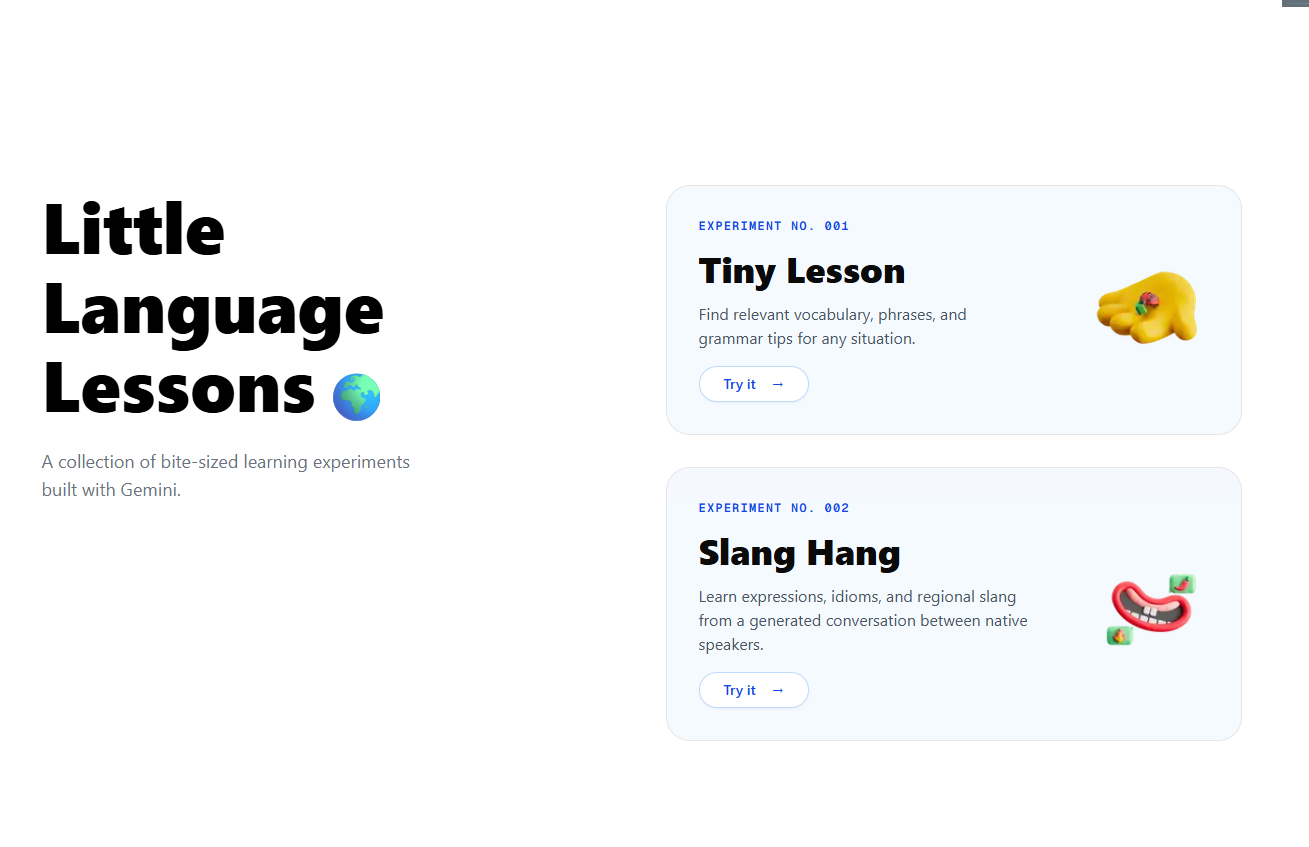 Little
Language
Lessons
A collection of bite-sized learning experiments
built with Gemini.
EXPERIMENT NO. 001
Tiny Lesson
Find relevant vocabulary, phrases, and
grammar tips for any situation.
Try it →
EXPERIMENT NO. 002
Slang Hang
Learn expressions, idioms, and regional slang
from a generated conversation between native
speakers.
Try it →